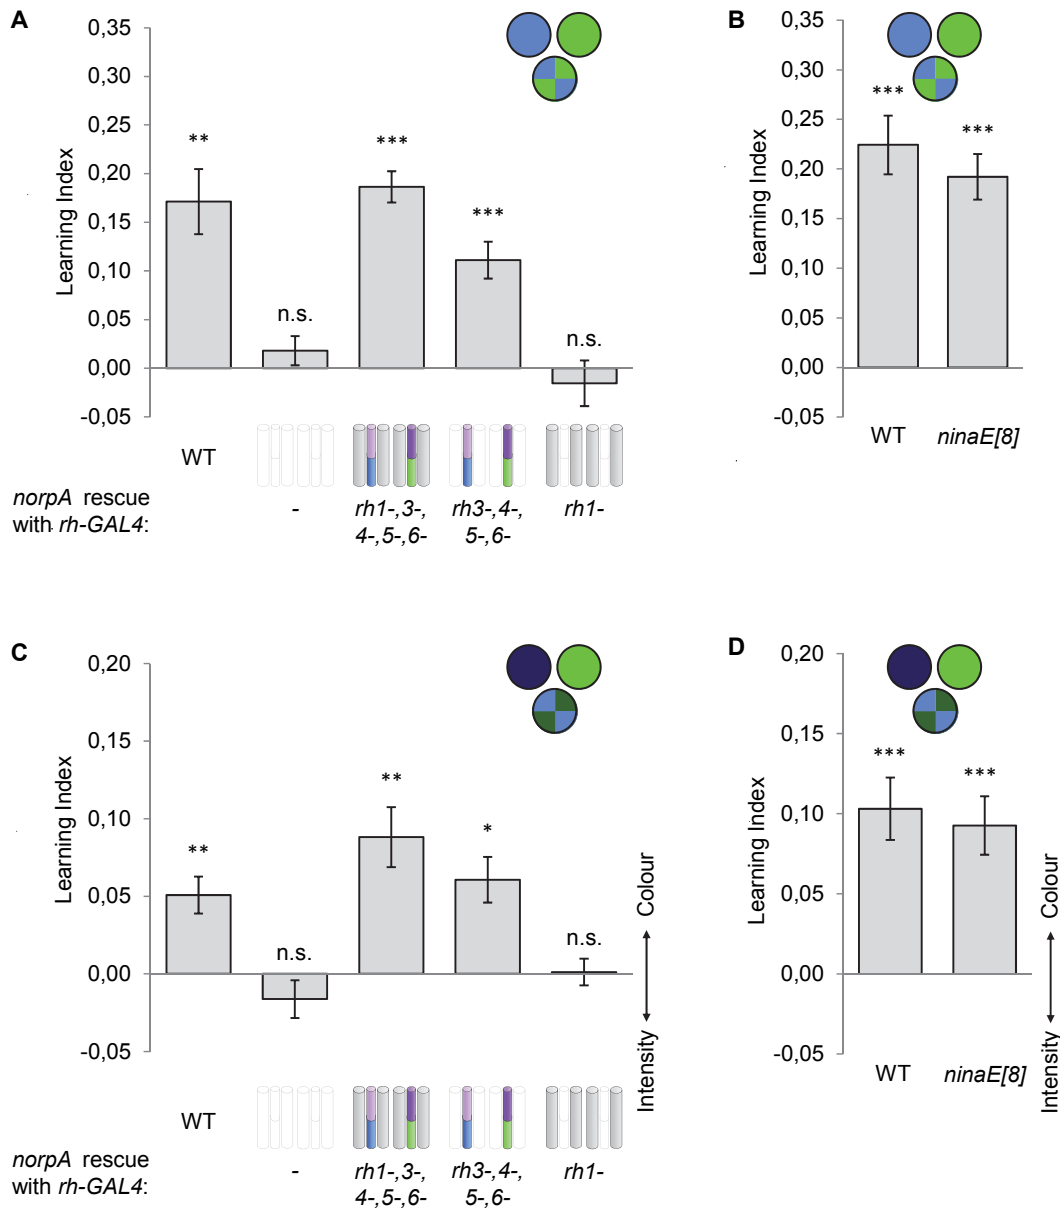 A
Learning Index
0,35
0,30
0,25
0,20
0,15
0,10
0,05
0,00
-0,05
**
n.s.
***
***
n.s.
WT
norpA rescue
with rh-GAL4:
-
rh1-,3-,
4-,5-,6-
rh3-,4-,
5-,6-
rh1-
B
Learning Index
0,35
0,30
0,25
0,20
0,15
0,10
0,05
0,00
-0,05
***
***
WT
ninaE[8]
C
Learning Index
0,20
0,15
0,10
0,05
0,00
-0,05
**
n.s.
**
*
n.s.
Colour
Intensity
WT
norpA rescue
with rh-GAL4:
-
rh1-,3-,
4-,5-,6-
rh3-,4-,
5-,6-
rh1-
D
Learning Index
0,20
0,15
0,10
0,05
0,00
-0,05
***
***
Colour
Intensity
WT
ninaE[8]